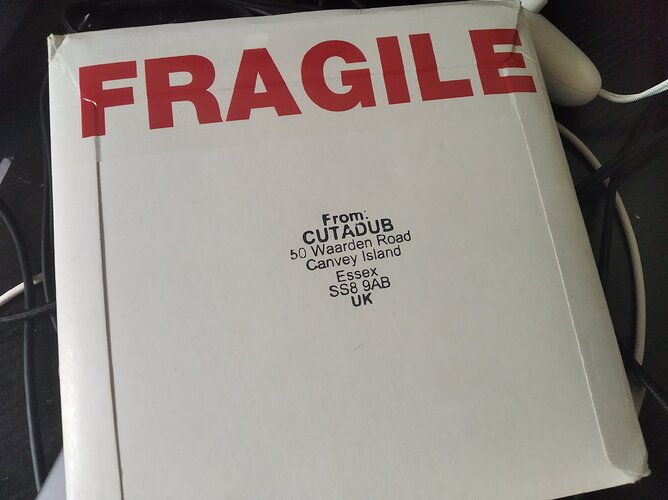 FRAGILE
From:
CUTADUB
50 Waarden Road
Canvey Island
Essex
SS8 9AB
UK